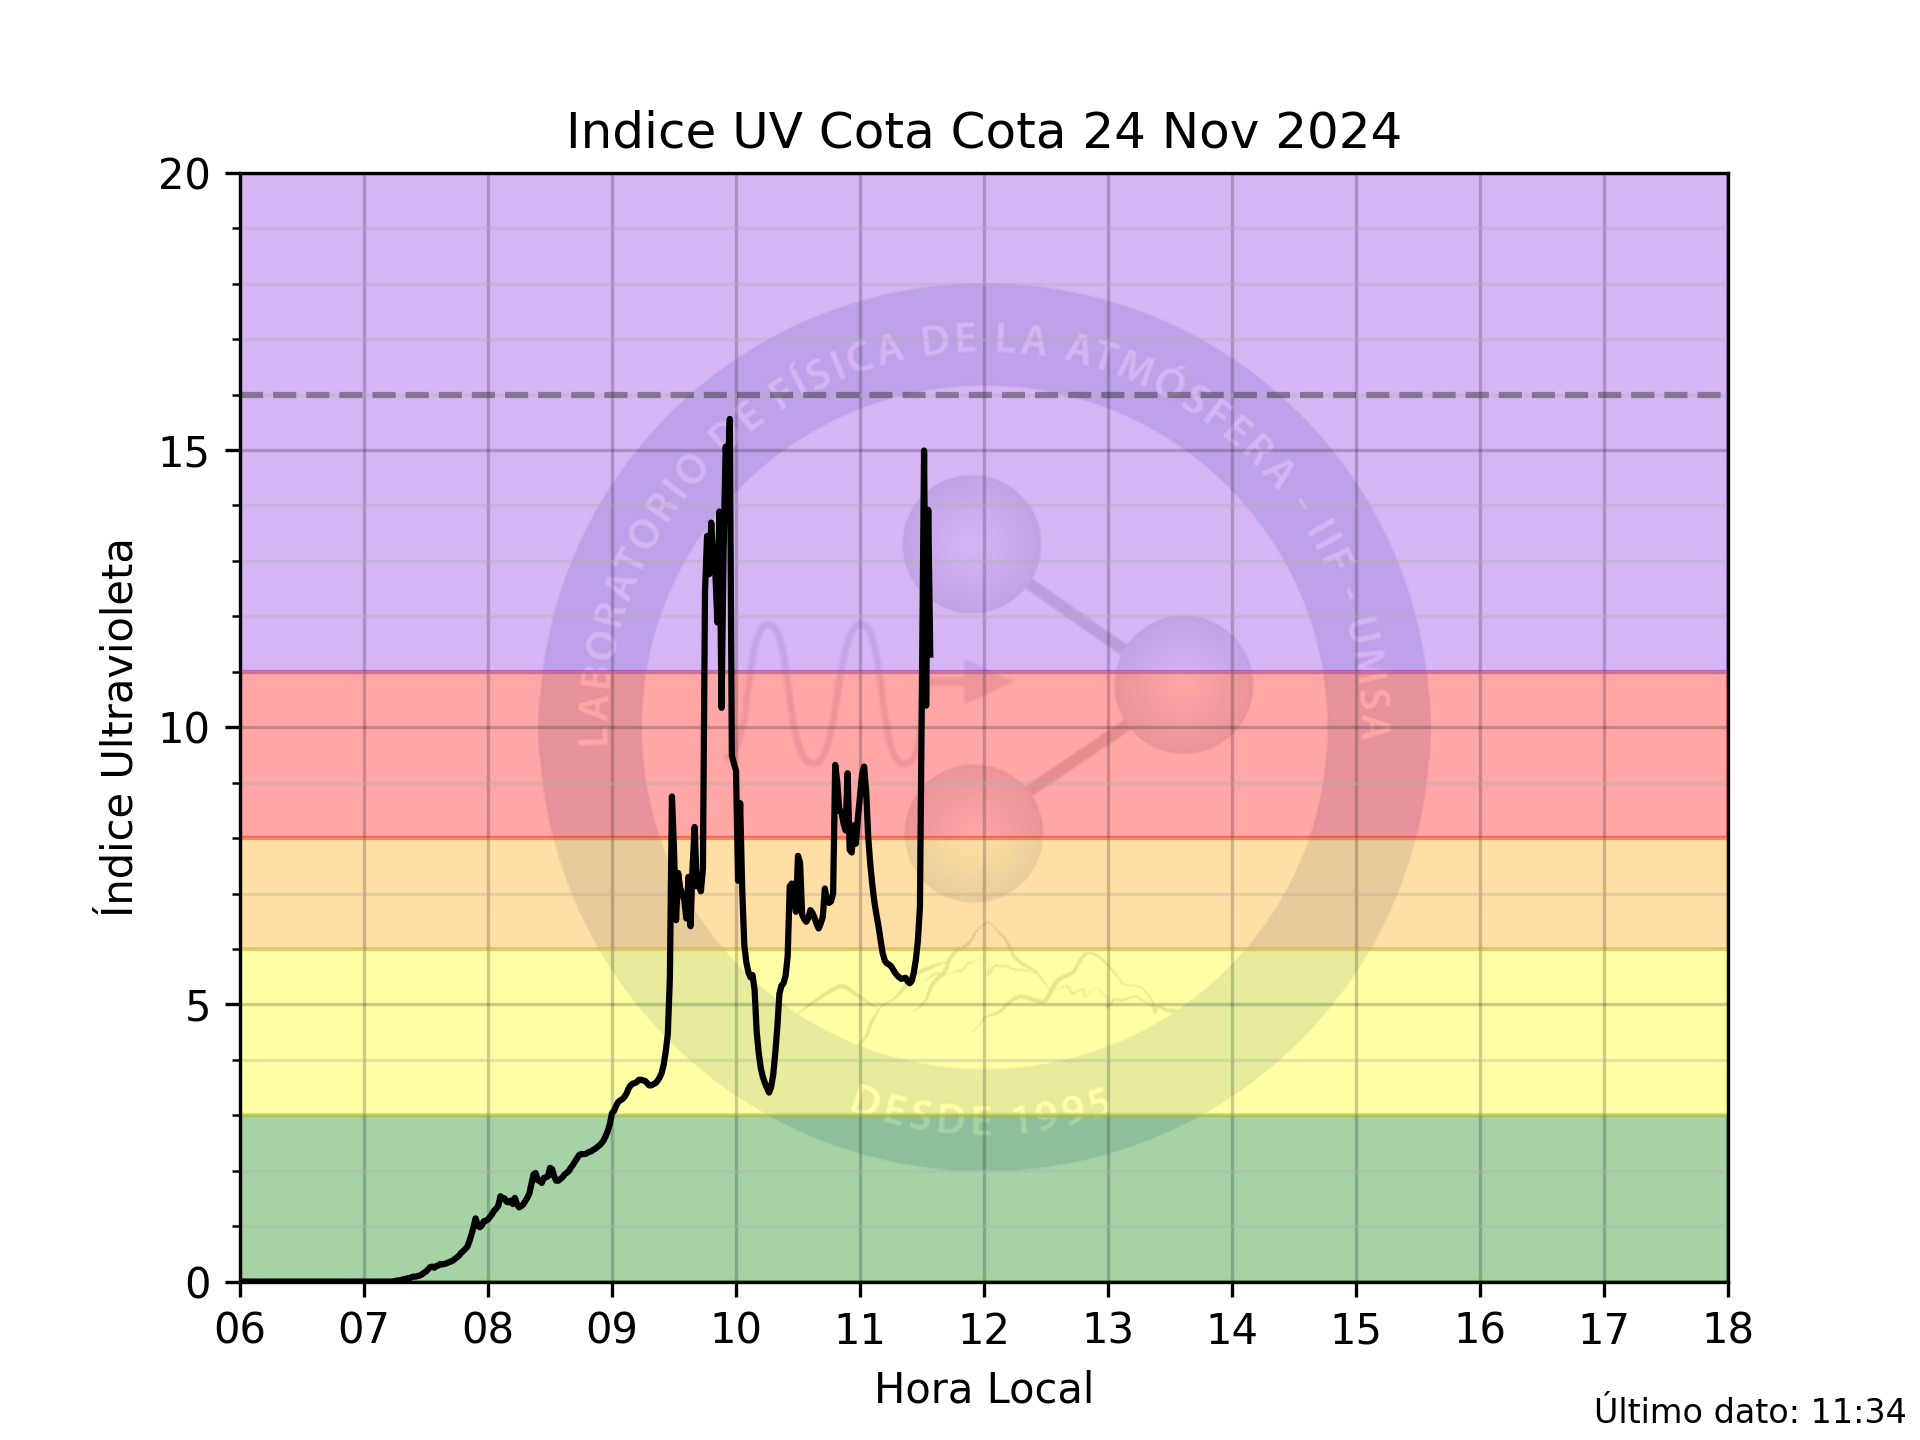 Indice UV Cota Cota 24 Nov 2024
20
15
10
5
0
Índice Ultravioleta
LABORATORIO DE FÍSICA DE LA ATMÓSFERA - IIF - UMSA
DESDE 1995
06 07 08 09 10 11 12 13 14 15 16 17 18
Hora Local
Último dato: 11:34